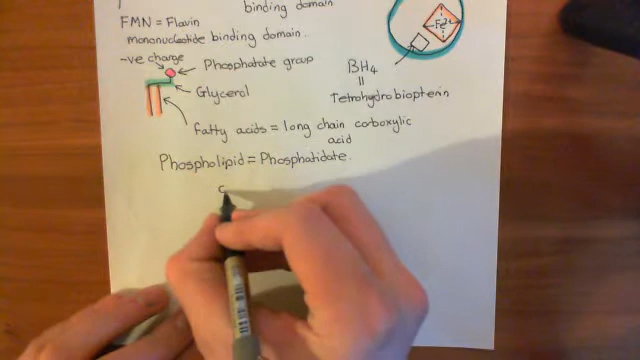 binding domain
FMN = Flavin
mononucleotide binding domain.
-ve charge
Phosphatate group
Glycerol
Fatty acids = long chain carboxylic
acid
Phospholipid = Phosphatidate.
c
Fe2+
BH4
=
Tetrahydrobiopterin